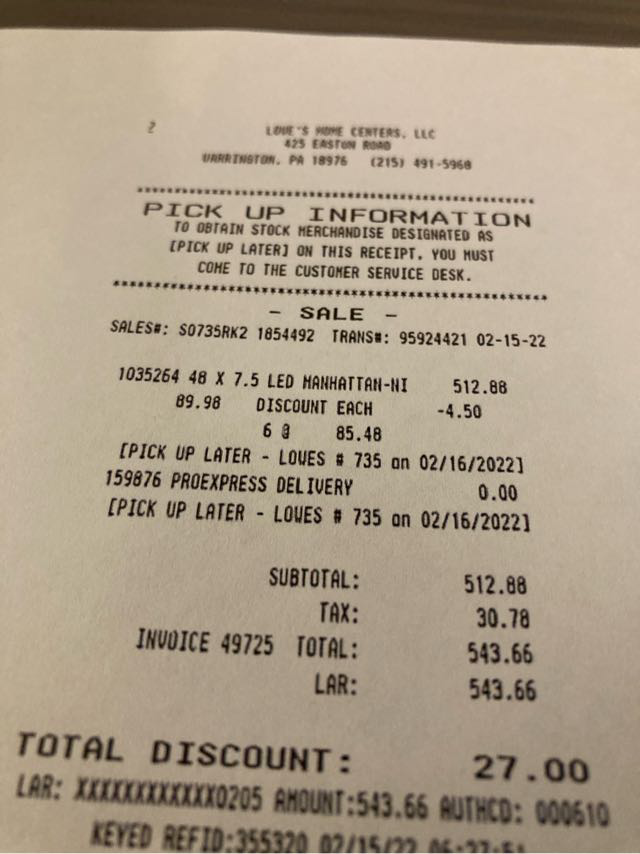 2
LOWE'S HOME CENTERS, LLC
425 EASTON ROAD
WARRINGTON, PA 18976 (215) 491-5968
************************************************
PICK UP INFORMATION
TO OBTAIN STOCK MERCHANDISE DESIGNATED AS
[PICK UP LATER] ON THIS RECEIPT, YOU MUST
COME TO THE CUSTOMER SERVICE DESK.
************************************************
- SALE -
SALES#: S0735RK2 1854492 TRANS#: 95924421 02-15-22
1035264 48 X 7.5 LED MANHATTAN-NI 512.88
89.98 DISCOUNT EACH -4.50
6 @ 85.48
[PICK UP LATER - LOWES # 735 on 02/16/2022]
159876 PROEXPRESS DELIVERY 0.00
[PICK UP LATER - LOWES # 735 on 02/16/2022]
SUBTOTAL: 512.88
TAX: 30.78
INVOICE 49725 TOTAL: 543.66
LAR: 543.66
TOTAL DISCOUNT: 27.00
LAR: XXXXXXXXXXXX0205 AMOUNT:543.66 AUTHCD: 000610
KEYED REFID:355320 02/15/22 06:27:51